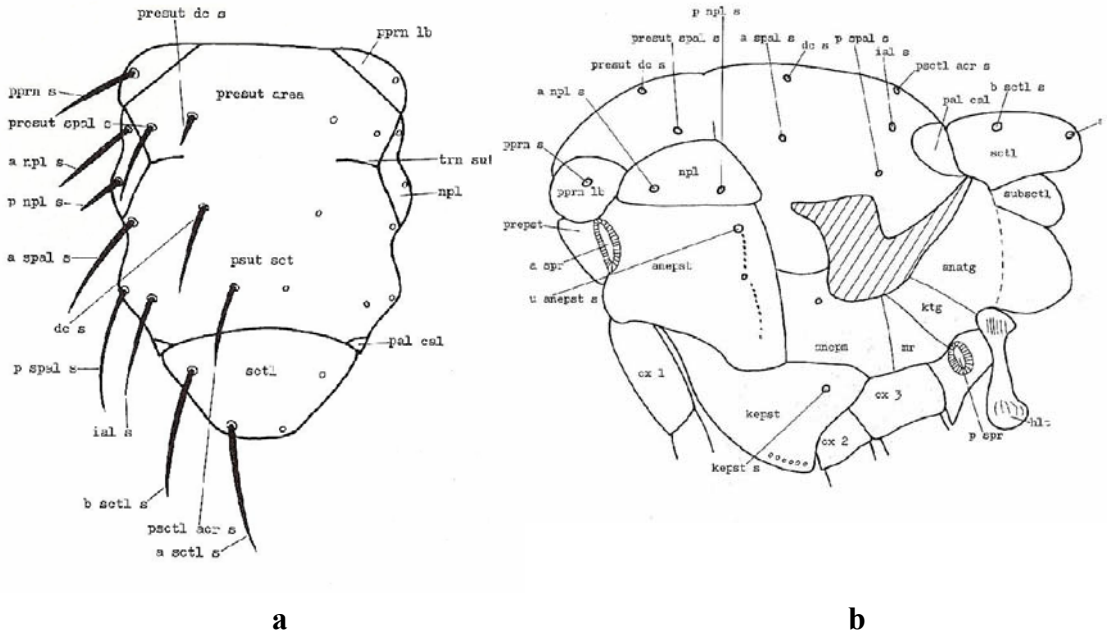 presut dc s
pprn lb
pprn s
presut area
presut spal s
a npl s
trn sut
p npl s
npl
a spal s
psut sct
dc s
pal cal
p spal s
sctl
ial s
b sctl s
psctl acr s
a sctl s
a
p npl s
presut spal s
a spal s
dc s
p spal s
ial s
presut dc s
psctl acr s
b sctl s
a npl s
pal cal
pprn s
sctl
npl
pprn lb
subsctl
prepst
a spr
anepst
anatg
u anepst s
ktg
anepm
mr
cx 1
cx 3
kepst
hlt
cx 2
p spr
kepst s
b